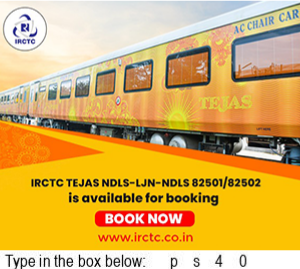 IRCTC
AC CHAIR CAR
TEJAS
IRCTC TEJAS NDLS-LJN-NDLS 82501/82502
is available for booking
BOOK NOW
www.irctc.co.in
Type in the box below: p s 4 0